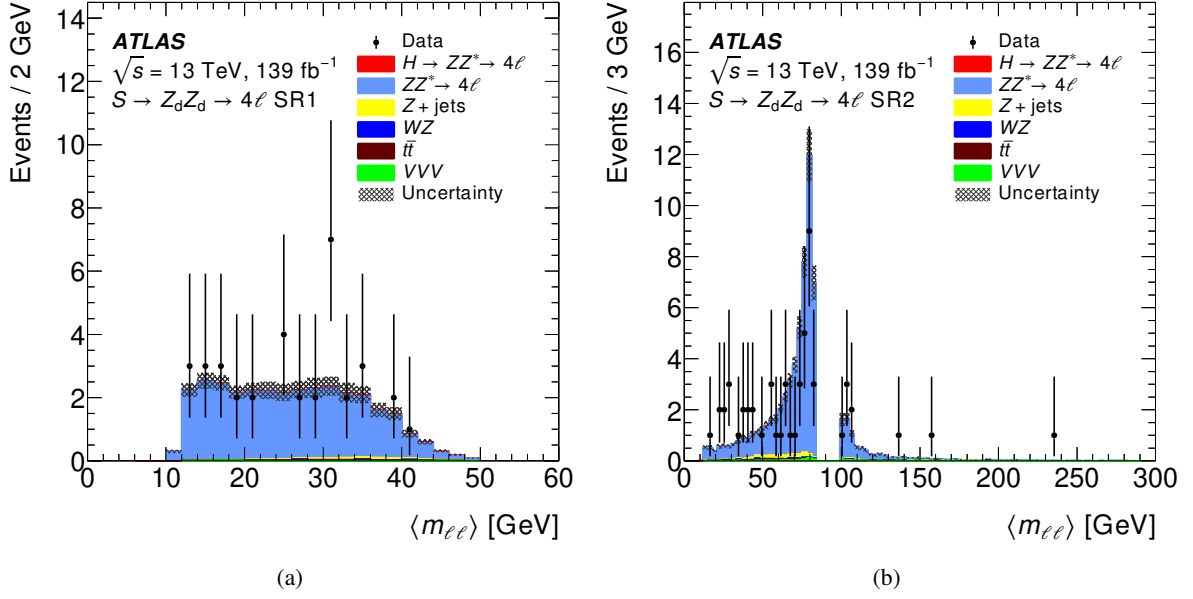 Events / 2 GeV
14
12
10
8
6
4
2
0
ATLAS
√s = 13 TeV, 139 fb⁻¹
S → Z_d Z_d → 4ℓ SR1
Data
H → ZZ* → 4ℓ
ZZ* → 4ℓ
Z + jets
WZ
tt̄
VVV
Uncertainty
0 10 20 30 40 50 60
⟨m_ℓℓ⟩ [GeV]
(a)
Events / 3 GeV
18
16
14
12
10
8
6
4
2
0
ATLAS
√s = 13 TeV, 139 fb⁻¹
S → Z_d Z_d → 4ℓ SR2
Data
H → ZZ* → 4ℓ
ZZ* → 4ℓ
Z + jets
WZ
tt̄
VVV
Uncertainty
0 50 100 150 200 250 300
⟨m_ℓℓ⟩ [GeV]
(b)